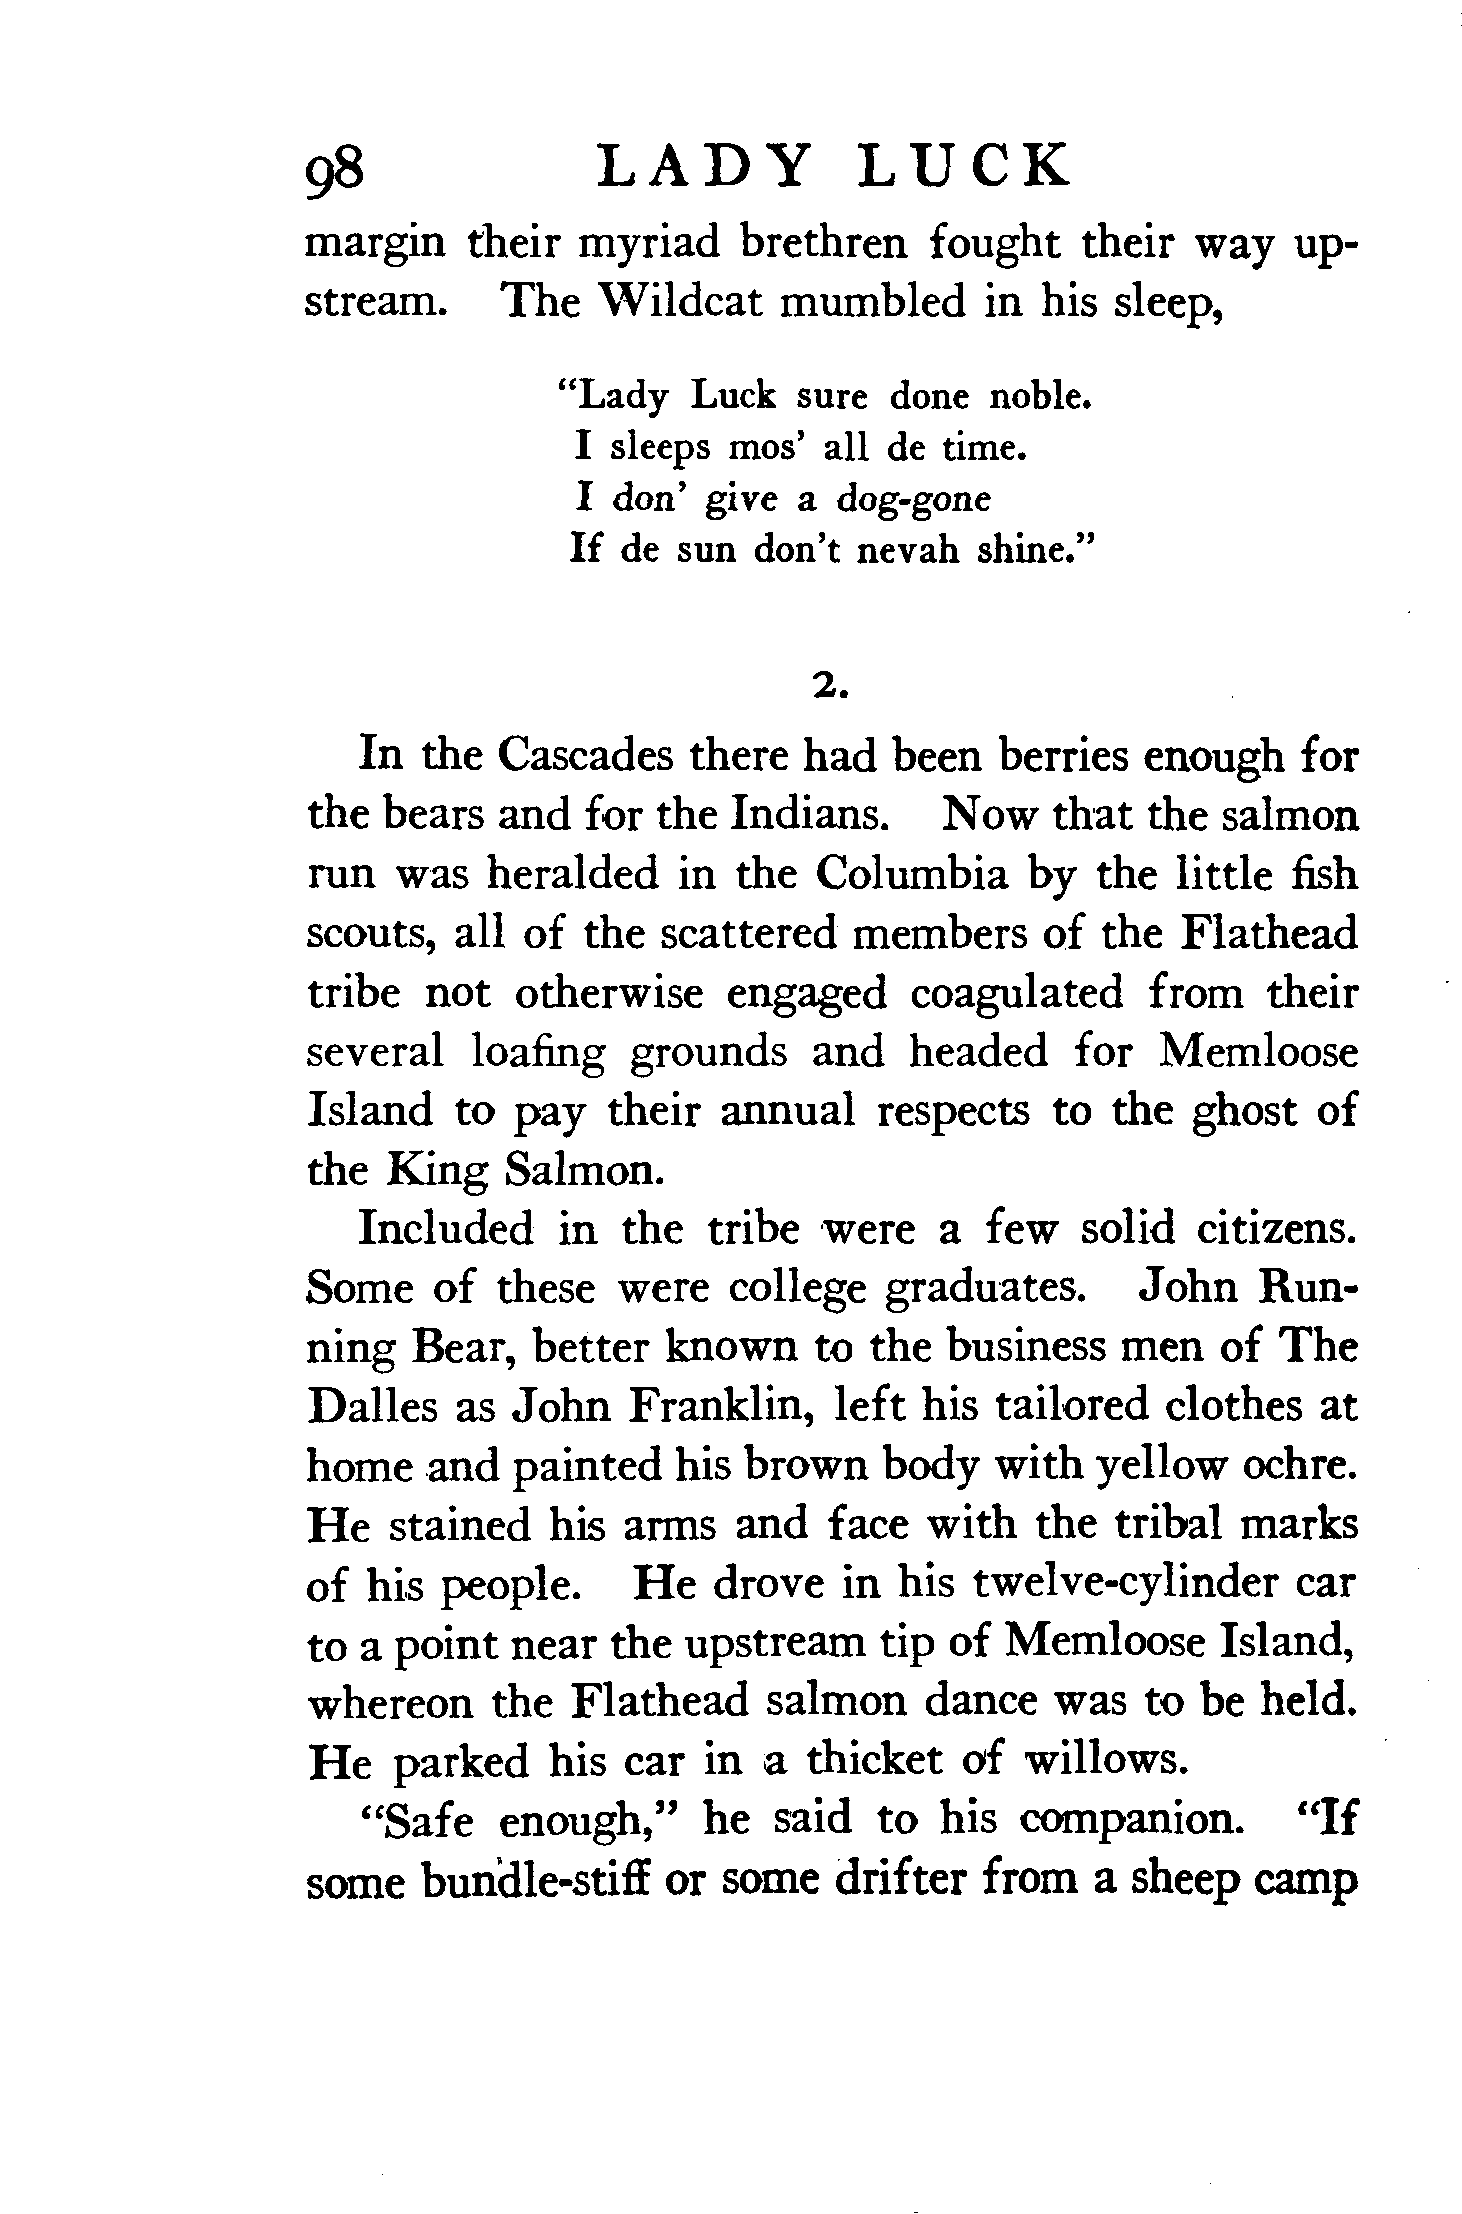 98 LADY LUCK
margin their myriad brethren fought their way up-
stream. The Wildcat mumbled in his sleep,
"Lady Luck sure done noble.
I sleeps mos' all de time.
I don' give a dog-gone
If de sun don't nevah shine."
2.
In the Cascades there had been berries enough for
the bears and for the Indians. Now that the salmon
run was heralded in the Columbia by the little fish
scouts, all of the scattered members of the Flathead
tribe not otherwise engaged coagulated from their
several loafing grounds and headed for Memloose
Island to pay their annual respects to the ghost of
the King Salmon.
Included in the tribe were a few solid citizens.
Some of these were college graduates. John Run-
ning Bear, better known to the business men of The
Dalles as John Franklin, left his tailored clothes at
home and painted his brown body with yellow ochre.
He stained his arms and face with the tribal marks
of his people. He drove in his twelve-cylinder car
to a point near the upstream tip of Memloose Island,
whereon the Flathead salmon dance was to be held.
He parked his car in a thicket of willows.
"Safe enough," he said to his companion. "If
some bundle-stiff or some drifter from a sheep camp